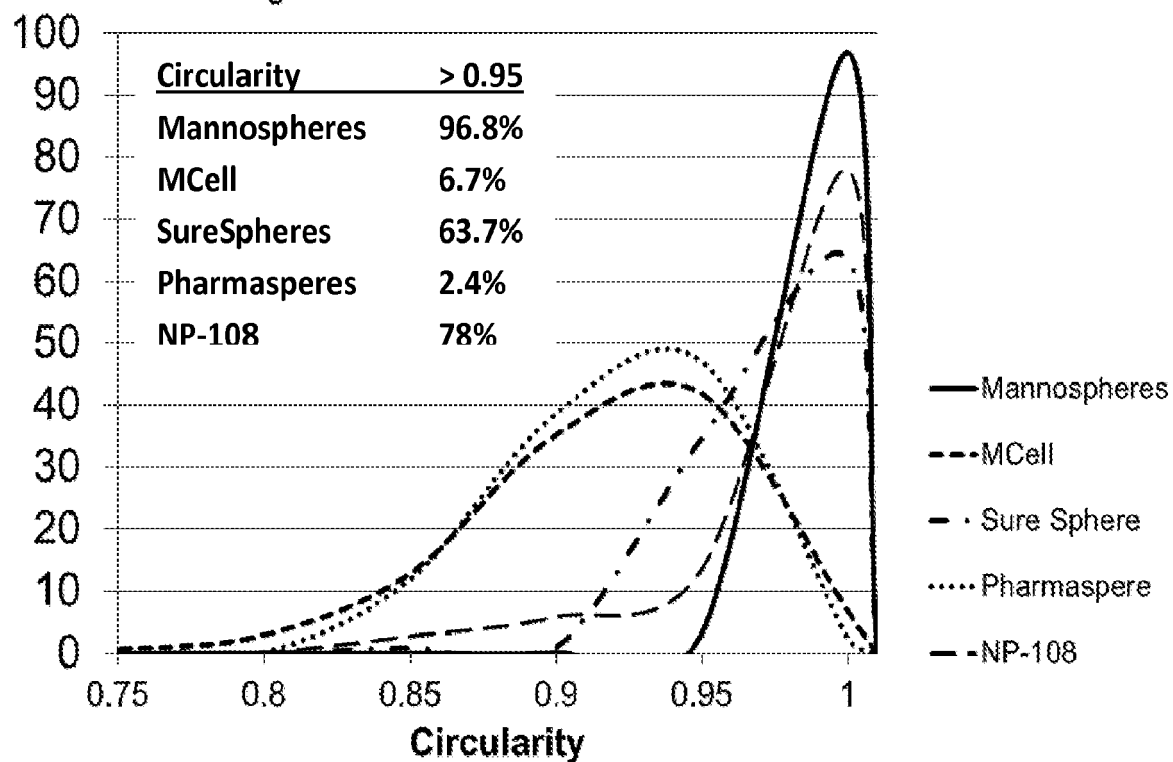 100
90
80
70
60
50
40
30
20
10
0
Circularity > 0.95
Mannospheres 96.8%
MCell 6.7%
SureSpheres 63.7%
Pharmasperes 2.4%
NP-108 78%
Mannospheres
MCell
Sure Sphere
Pharmaspere
NP-108
0.75 0.8 0.85 0.9 0.95 1
Circularity